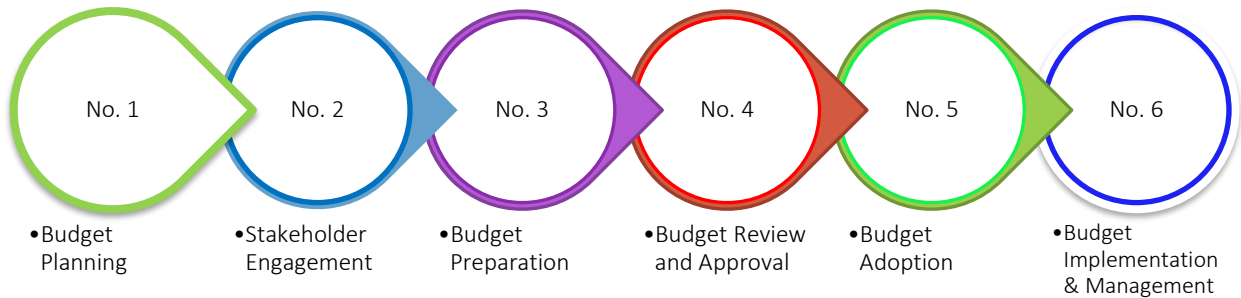 No. 1
No. 2
No. 3
No. 4
No. 5
No. 6
•Budget
Planning
•Stakeholder
Engagement
•Budget
Preparation
•Budget Review
and Approval
•Budget
Adoption
•Budget
Implementation
& Management